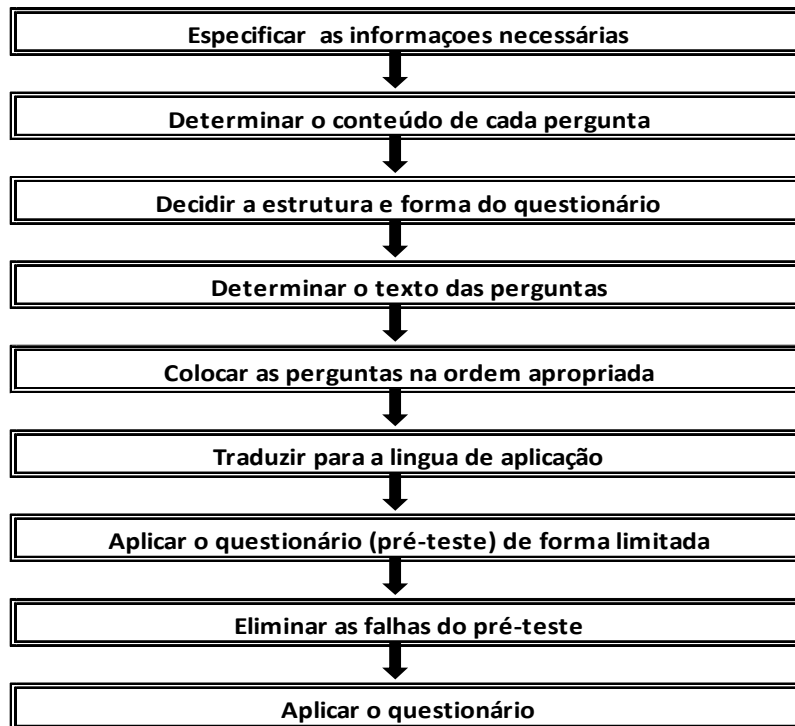 Especificar as informaçoes necessárias
Determinar o conteúdo de cada pergunta
Decidir a estrutura e forma do questionário
Determinar o texto das perguntas
Colocar as perguntas na ordem apropriada
Traduzir para a lingua de aplicação
Aplicar o questionário (pré-teste) de forma limitada
Eliminar as falhas do pré-teste
Aplicar o questionário